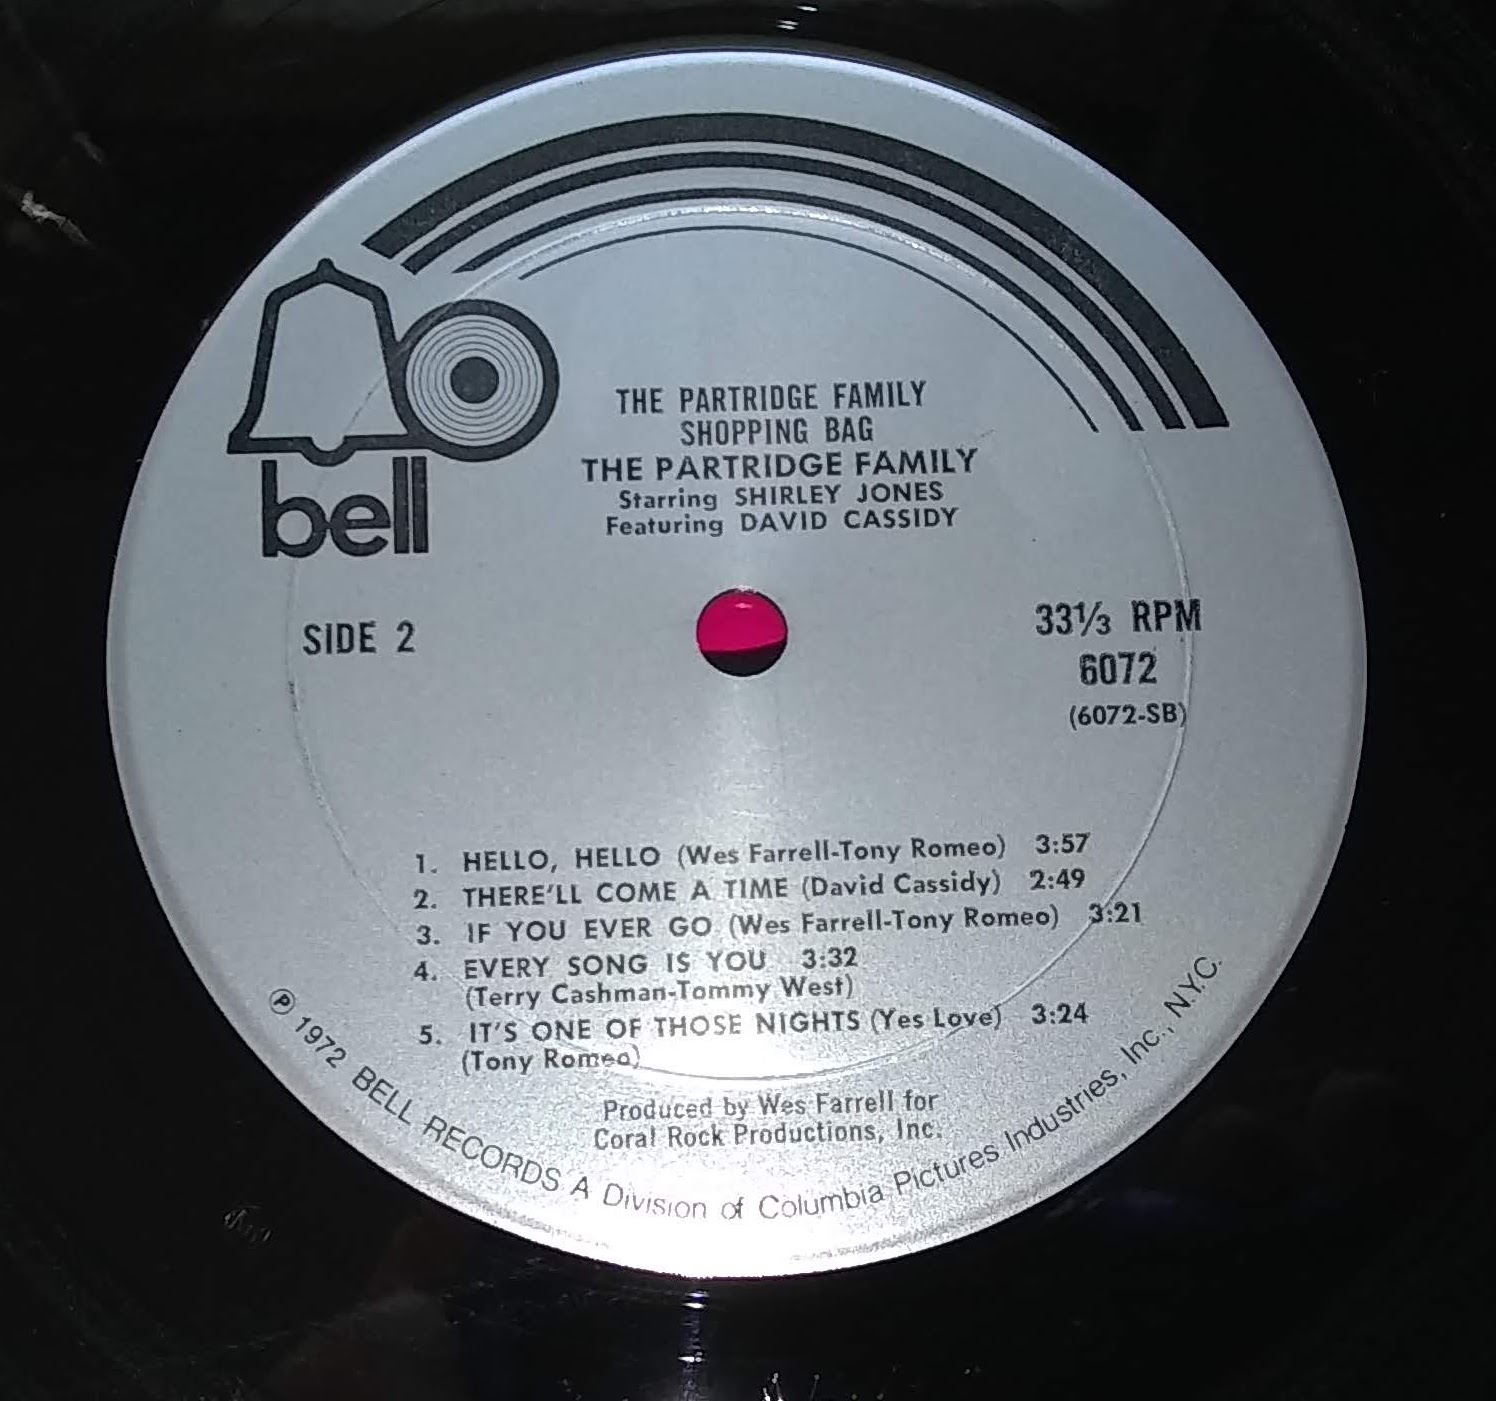 bell
THE PARTRIDGE FAMILY
SHOPPING BAG
THE PARTRIDGE FAMILY
Starring SHIRLEY JONES
Featuring DAVID CASSIDY
SIDE 2
33⅓ RPM
6072
(6072-SB)
1. HELLO, HELLO (Wes Farrell-Tony Romeo) 3:57
2. THERE'LL COME A TIME (David Cassidy) 2:49
3. IF YOU EVER GO (Wes Farrell-Tony Romeo) 3:21
4. EVERY SONG IS YOU 3:32
(Terry Cashman-Tommy West)
5. IT'S ONE OF THOSE NIGHTS (Yes Love) 3:24
(Tony Romeo)
Produced by Wes Farrell for
Coral Rock Productions, Inc.
℗ 1972 BELL RECORDS A Division of Columbia Pictures Industries, Inc., N.Y.C.